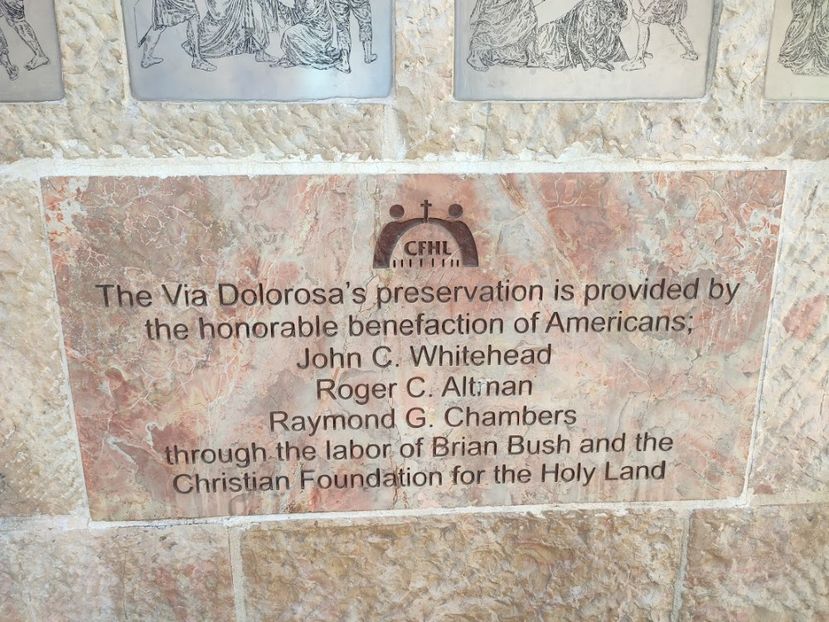 CFHL
The Via Dolorosa's preservation is provided by
the honorable benefaction of Americans;
John C. Whitehead
Roger C. Altman
Raymond G. Chambers
through the labor of Brian Bush and the
Christian Foundation for the Holy Land